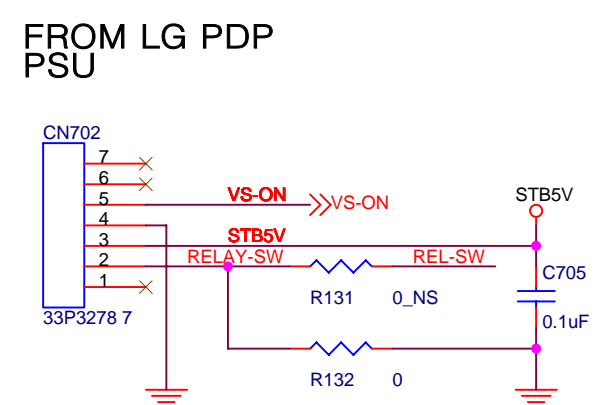 FROM LG PDP
PSU
CN702
7
6
5
VS-ON
VS-ON
4
STB5V
3
STB5V
2
RELAY-SW
REL-SW
1
R131
0_NS
C705
0.1uF
33P3278 7
R132
0